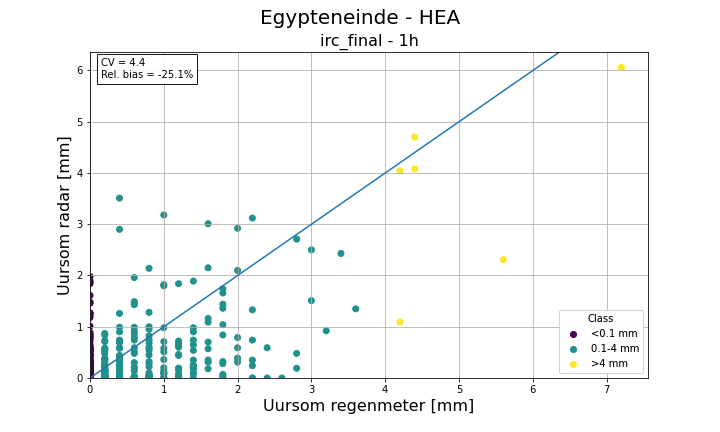 Egypteneinde - HEA
irc_final - 1h
CV = 4.4
Rel. bias = -25.1%
Uursom radar [mm]
6
5
4
3
2
1
0
0 1 2 3 4 5 6 7
Uursom regenmeter [mm]
Class
<0.1 mm
0.1-4 mm
>4 mm